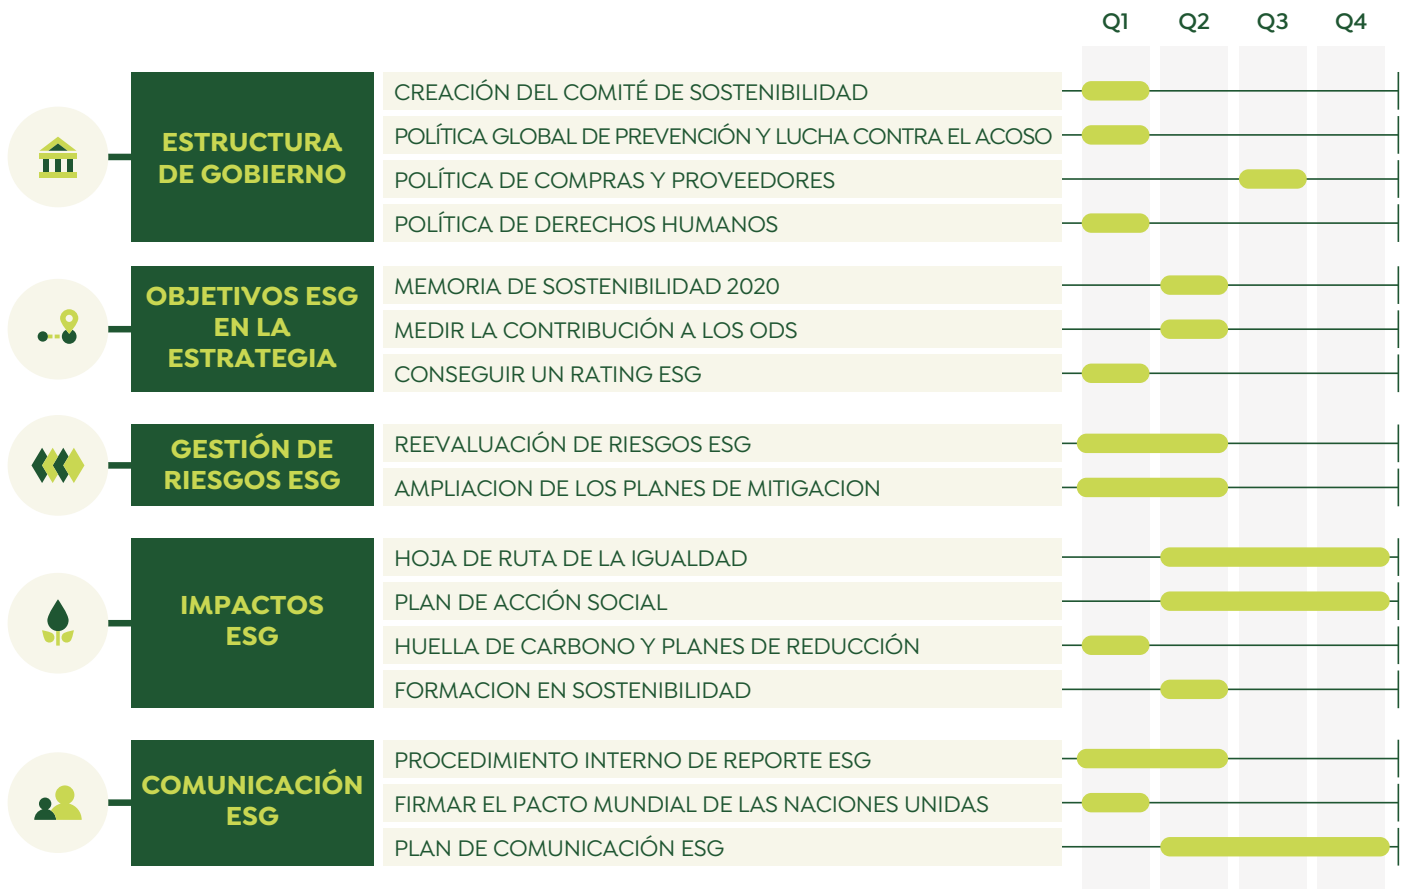 Q1 Q2 Q3 Q4
ESTRUCTURA
DE GOBIERNO
CREACIÓN DEL COMITÉ DE SOSTENIBILIDAD
POLÍTICA GLOBAL DE PREVENCIÓN Y LUCHA CONTRA EL ACOSO
POLÍTICA DE COMPRAS Y PROVEEDORES
POLÍTICA DE DERECHOS HUMANOS
OBJETIVOS ESG
EN LA
ESTRATEGIA
MEMORIA DE SOSTENIBILIDAD 2020
MEDIR LA CONTRIBUCIÓN A LOS ODS
CONSEGUIR UN RATING ESG
GESTIÓN DE
RIESGOS ESG
REEVALUACIÓN DE RIESGOS ESG
AMPLIACION DE LOS PLANES DE MITIGACION
IMPACTOS
ESG
HOJA DE RUTA DE LA IGUALDAD
PLAN DE ACCIÓN SOCIAL
HUELLA DE CARBONO Y PLANES DE REDUCCIÓN
FORMACION EN SOSTENIBILIDAD
COMUNICACIÓN
ESG
PROCEDIMIENTO INTERNO DE REPORTE ESG
FIRMAR EL PACTO MUNDIAL DE LAS NACIONES UNIDAS
PLAN DE COMUNICACIÓN ESG